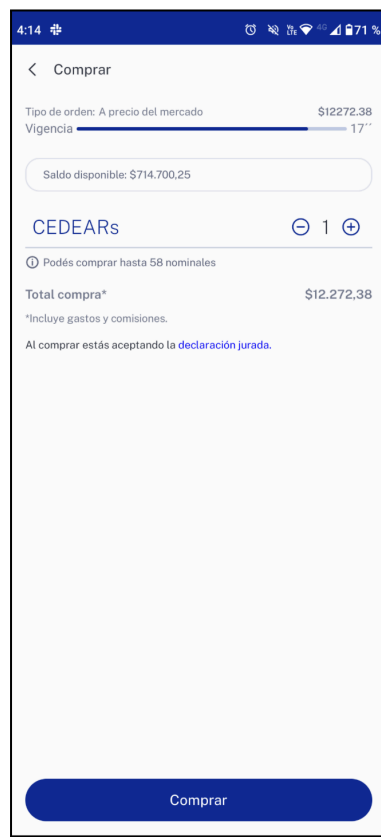 4:14 4G 71 %
Comprar
Tipo de orden: A precio del mercado $12272.38
Vigencia 17´´
Saldo disponible: $714.700,25
CEDEARs 1
Podés comprar hasta 58 nominales
Total compra* $12.272,38
*Incluye gastos y comisiones.
Al comprar estás aceptando la declaración jurada.
Comprar